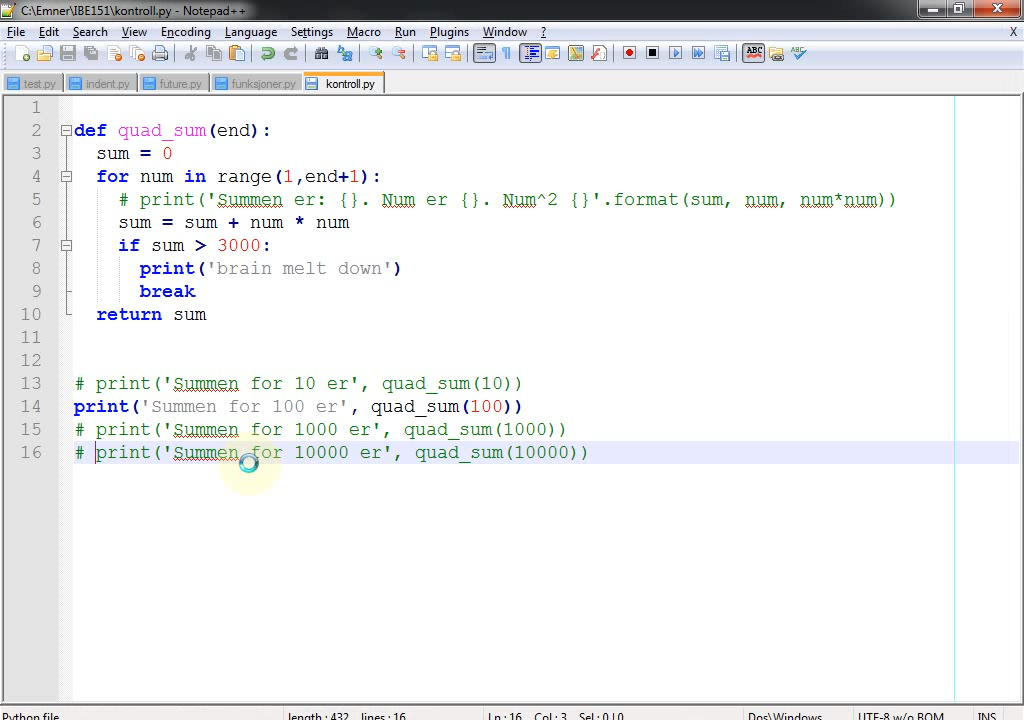 C:\Emner\IBE151\kontroll.py - Notepad++
File Edit Search View Encoding Language Settings Macro Run Plugins Window ? X
ABC ABC
test.py indent.py future.py funksjoner.py kontroll.py
1
2 def quad_sum(end):
3 sum = 0
4 for num in range(1,end+1):
5 # print('Summen er: {}. Num er {}. Num^2 {}'.format(sum, num, num*num))
6 sum = sum + num * num
7 if sum > 3000:
8 print('brain melt down')
9 break
10 return sum
11
12
13 # print('Summen for 10 er', quad_sum(10))
14 print('Summen for 100 er', quad_sum(100))
15 # print('Summen for 1000 er', quad_sum(1000))
16 # print('Summen for 10000 er', quad_sum(10000))
Python file length : 432 lines : 16 Ln : 16 Col : 3 Sel : 0 | 0 Dos\Windows UTF-8 w/o BOM INS